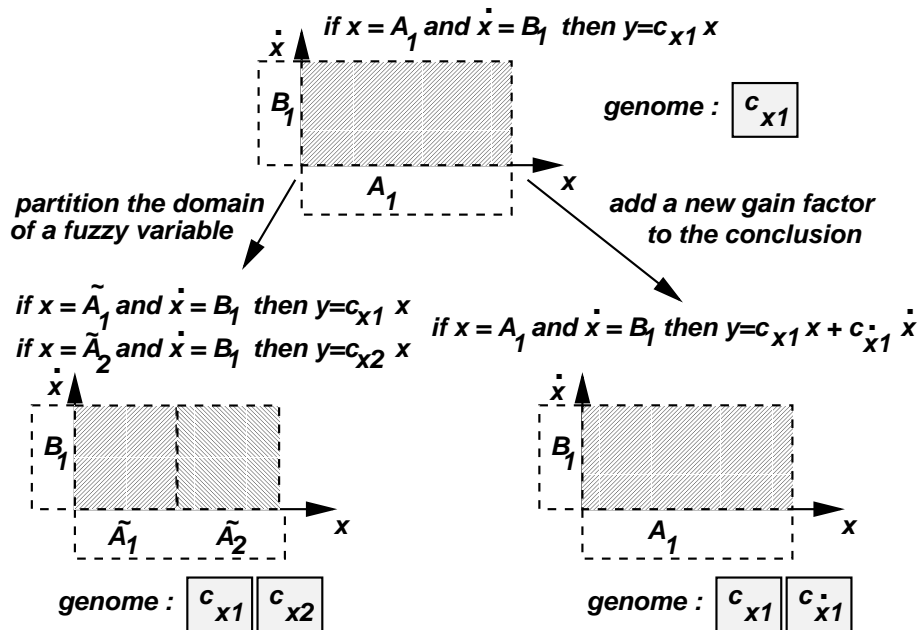 if x = A₁ and ẋ = B₁ then y=cₓ₁ x
ẋ
B₁
genome : cₓ₁
A₁
x
partition the domain
of a fuzzy variable
add a new gain factor
to the conclusion
if x = Ã₁ and ẋ = B₁ then y=cₓ₁ x
if x = Ã₂ and ẋ = B₁ then y=cₓ₂ x
if x = A₁ and ẋ = B₁ then y=cₓ₁ x + c_ẋ1 ẋ
ẋ
B₁
Ã₁ Ã₂
x
genome : cₓ₁ cₓ₂
ẋ
B₁
A₁
x
genome : cₓ₁ c_ẋ1